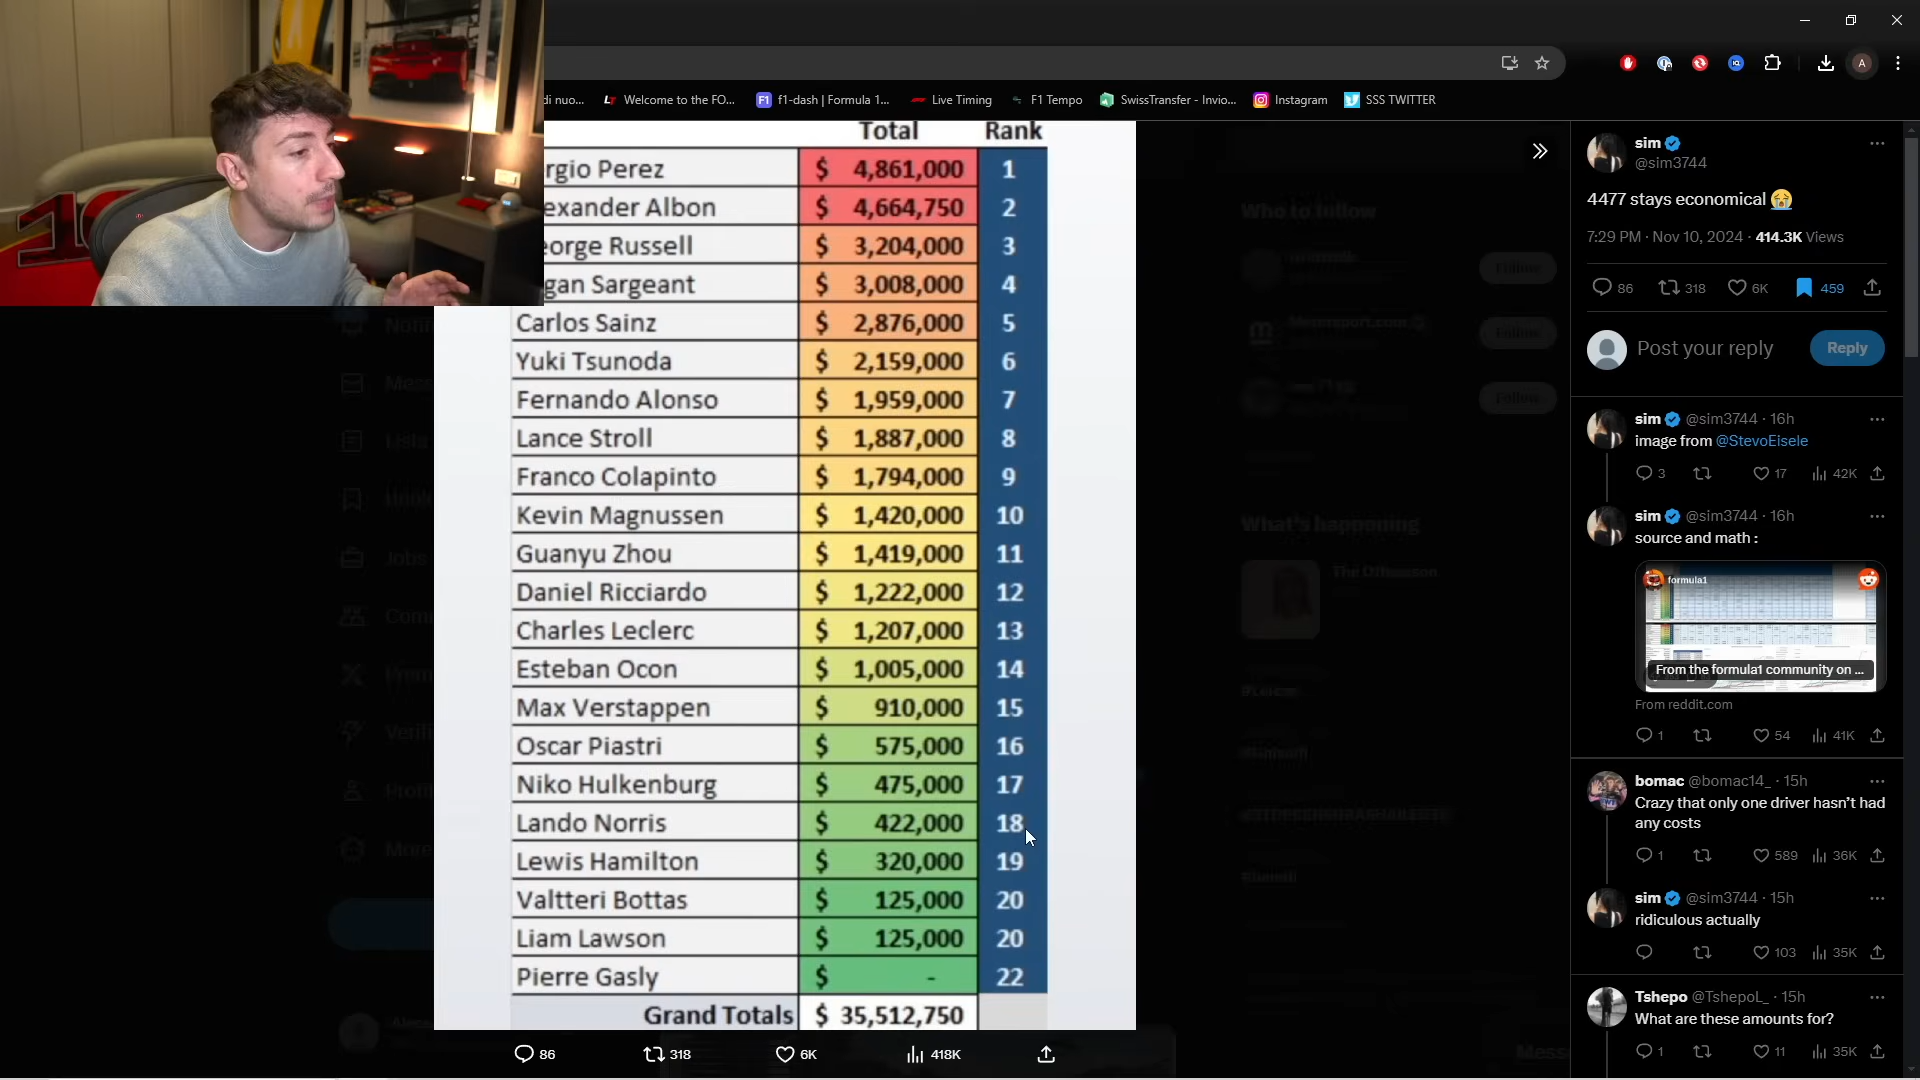 di nuo...
Welcome to the FO...
F1
f1-dash | Formula 1...
Live Timing
F1 Tempo
SwissTransfer - Invio...
Instagram
SSS TWITTER
A
Total Rank
rgio Perez $ 4,861,000 1
exander Albon $ 4,664,750 2
eorge Russell $ 3,204,000 3
gan Sargeant $ 3,008,000 4
Carlos Sainz $ 2,876,000 5
Yuki Tsunoda $ 2,159,000 6
Fernando Alonso $ 1,959,000 7
Lance Stroll $ 1,887,000 8
Franco Colapinto $ 1,794,000 9
Kevin Magnussen $ 1,420,000 10
Guanyu Zhou $ 1,419,000 11
Daniel Ricciardo $ 1,222,000 12
Charles Leclerc $ 1,207,000 13
Esteban Ocon $ 1,005,000 14
Max Verstappen $ 910,000 15
Oscar Piastri $ 575,000 16
Niko Hulkenburg $ 475,000 17
Lando Norris $ 422,000 18
Lewis Hamilton $ 320,000 19
Valtteri Bottas $ 125,000 20
Liam Lawson $ 125,000 20
Pierre Gasly $ - 22
Grand Totals $ 35,512,750
86 318 6K 418K
Who to follow
Follow
Follow
Follow
What's happening
sim
@sim3744
4477 stays economical 😭
7:29 PM · Nov 10, 2024 · 414.3K Views
86 318 6K 459
Post your reply
Reply
sim @sim3744 · 16h
image from @StevoEisele
3 17 42K
sim @sim3744 · 16h
source and math :
formula1
From the formula1 community on ...
From reddit.com
1 54 41K
bomac @bomac14_ · 15h
Crazy that only one driver hasn't had
any costs
1 589 36K
sim @sim3744 · 15h
ridiculous actually
103 35K
Tshepo @TshepoL_ · 15h
What are these amounts for?
1 11 35K